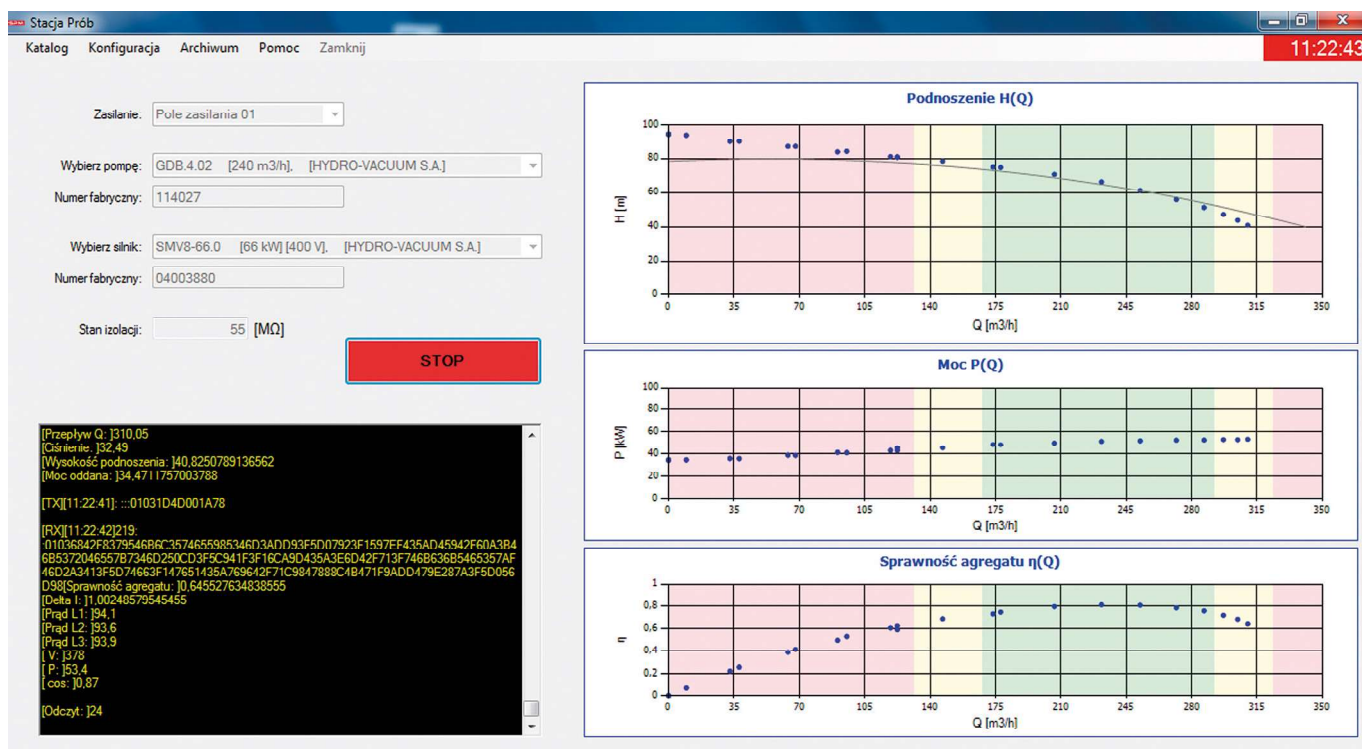 Stacja Prób
Katalog Konfiguracja Archiwum Pomoc Zamknij
11:22:43
Zasilanie: Pole zasilania 01
Wybierz pompę: GDB.4.02 [240 m3/h], [HYDRO-VACUUM S.A.]
Numer fabryczny: 114027
Wybierz silnik: SMV8-66.0 [66 kW] [400 V], [HYDRO-VACUUM S.A.]
Numer fabryczny: 04003880
Stan izolacji: 55 [MΩ]
STOP
[Przepływ Q: ]310,05
[Ciśnienie: ]32,49
[Wysokość podnoszenia: ]40,8250789136562
[Moc oddana: ]34,4711757003788
[TX][11:22:41]: :::01031D4D001A78
[RX][11:22:42]219:
[Sprawność agregatu: ]0,645527634838555
[Delta I: ]1,00248579545455
[Prąd L1: ]94,1
[Prąd L2: ]93,6
[Prąd L3: ]93,9
[ V: ]378
[ P: ]53,4
[ cos: ]0,87
[Odczyt: ]24
Podnoszenie H(Q)
H [m]
100
80
60
40
20
0
0 35 70 105 140 175 210 245 280 315 350
Q [m3/h]
Moc P(Q)
P [kW]
100
80
60
40
20
0
0 35 70 105 140 175 210 245 280 315 350
Q [m3/h]
Sprawność agregatu η(Q)
η
1
0,8
0,6
0,4
0,2
0
0 35 70 105 140 175 210 245 280 315 350
Q [m3/h]